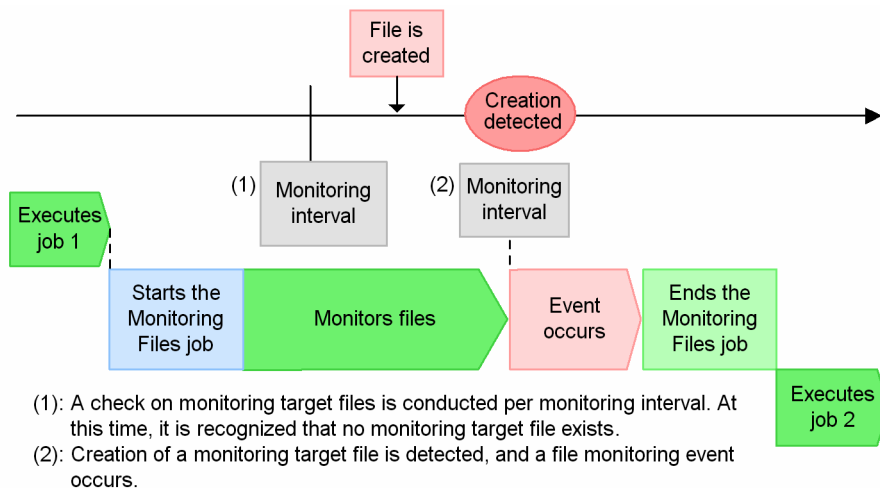 File is
created
Creation
detected
(1)
Monitoring
interval
(2)
Monitoring
interval
Executes
job 1
Starts the
Monitoring
Files job
Monitors files
Event
occurs
Ends the
Monitoring
Files job
Executes
job 2
(1): A check on monitoring target files is conducted per monitoring interval. At
this time, it is recognized that no monitoring target file exists.
(2): Creation of a monitoring target file is detected, and a file monitoring event
occurs.